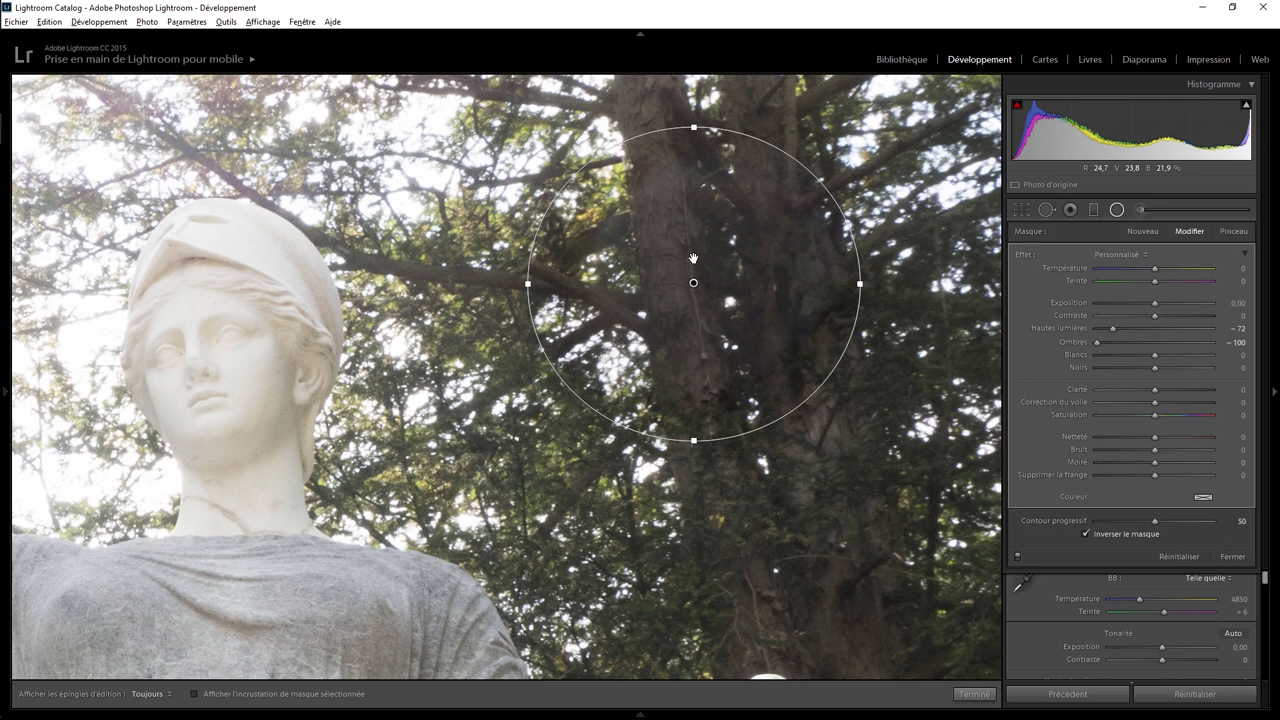 Lightroom Catalog - Adobe Photoshop Lightroom - Développement
Fichier Edition Développement Photo Paramètres Outils Affichage Fenêtre Aide
Lr
Adobe Lightroom CC 2015
Prise en main de Lightroom pour mobile
Bibliothèque Développement Cartes Livres Diaporama Impression Web
Histogramme
R 24,7 V 23,8 B 21,9 %
Photo d'origine
Masque : Nouveau Modifier Pinceau
Effet : Personnalisé
Température 0
Teinte 0
Exposition 0,00
Contraste 0
Hautes lumières – 72
Ombres – 100
Blancs 0
Noirs 0
Clarté 0
Correction du voile 0
Saturation 0
Netteté 0
Bruit 0
Moiré 0
Supprimer la frange 0
Couleur
Contour progressif 50
Inverser le masque
Réinitialiser Fermer
BB : Telle quelle
Température 4850
Teinte + 6
Tonalité Auto
Exposition 0,00
Contraste 0
Afficher les épingles d'édition : Toujours Afficher l'incrustation de masque sélectionnée Terminé
Précédent Réinitialiser